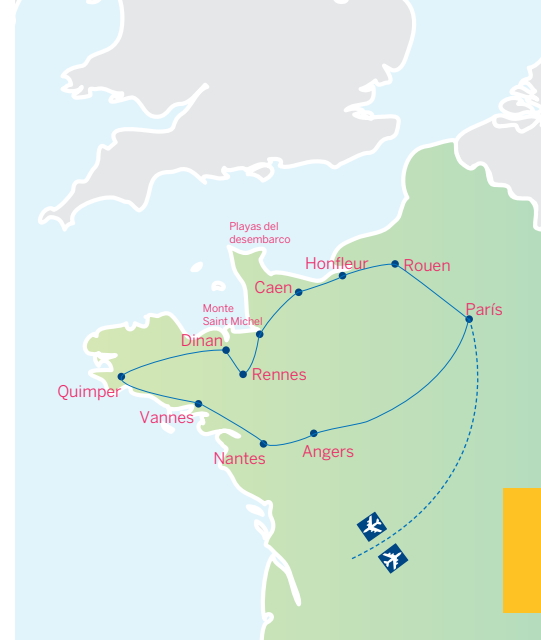 Playas del
desembarco
Honfleur
Rouen
Caen
Monte
Saint Michel
París
Dinan
Rennes
Quimper
Vannes
Angers
Nantes